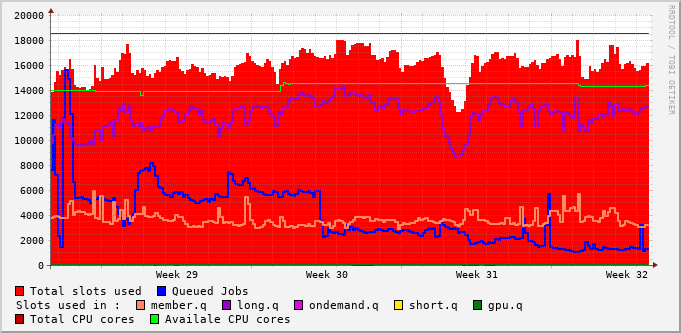 RRDTOOL / TOBI OETIKER
20000
18000
16000
14000
12000
10000
8000
6000
4000
2000
0
Week 29 Week 30 Week 31 Week 32
Total slots used Queued Jobs
Slots used in : member.q long.q ondemand.q short.q gpu.q
Total CPU cores Availale CPU cores